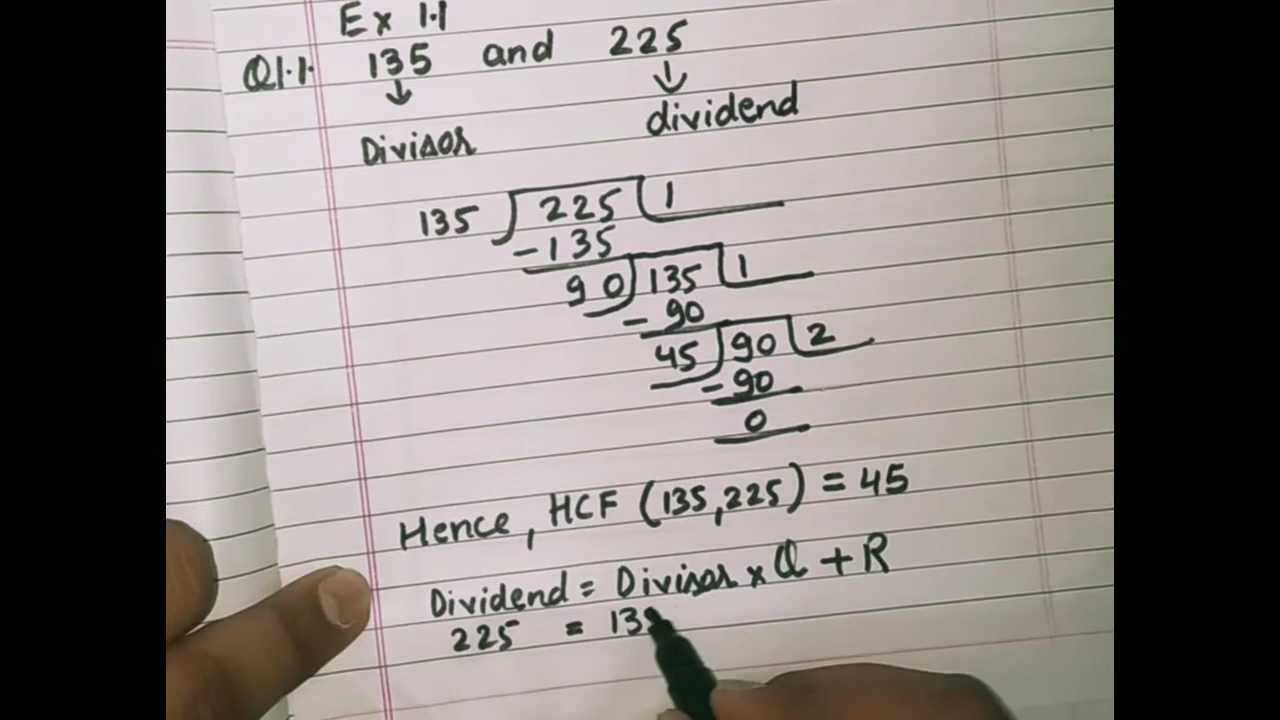 Ex 1.1
Q1.1. 135 and 225
Divisor dividend
135 225 1
-135
90 135 1
- 90
45 90 2
- 90
0
Hence, HCF (135,225) = 45
Dividend = Divisor x Q + R
225 = 135